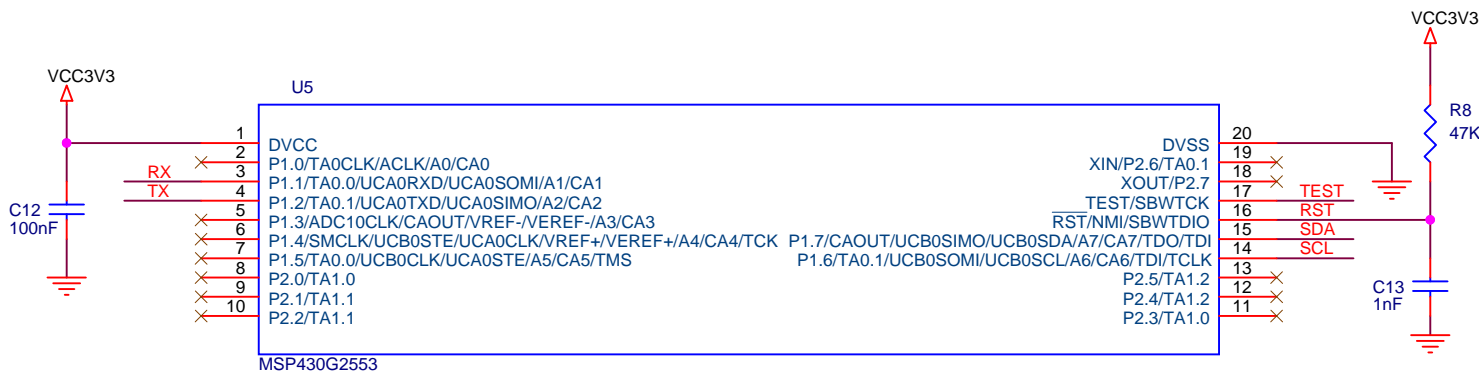 VCC3V3
VCC3V3
U5
R8
47K
1
DVCC
DVSS
20
2
P1.0/TA0CLK/ACLK/A0/CA0
XIN/P2.6/TA0.1
19
RX
3
P1.1/TA0.0/UCA0RXD/UCA0SOMI/A1/CA1
XOUT/P2.7
18
TX
4
P1.2/TA0.1/UCA0TXD/UCA0SIMO/A2/CA2
TEST/SBWTCK
17
TEST
5
P1.3/ADC10CLK/CAOUT/VREF-/VEREF-/A3/CA3
RST/NMI/SBWTDIO
16
RST
6
P1.4/SMCLK/UCB0STE/UCA0CLK/VREF+/VEREF+/A4/CA4/TCK
P1.7/CAOUT/UCB0SIMO/UCB0SDA/A7/CA7/TDO/TDI
15
SDA
7
P1.5/TA0.0/UCB0CLK/UCA0STE/A5/CA5/TMS
P1.6/TA0.1/UCB0SOMI/UCB0SCL/A6/CA6/TDI/TCLK
14
SCL
8
P2.0/TA1.0
P2.5/TA1.2
13
9
P2.1/TA1.1
P2.4/TA1.2
12
10
P2.2/TA1.1
P2.3/TA1.0
11
C12
100nF
C13
1nF
MSP430G2553